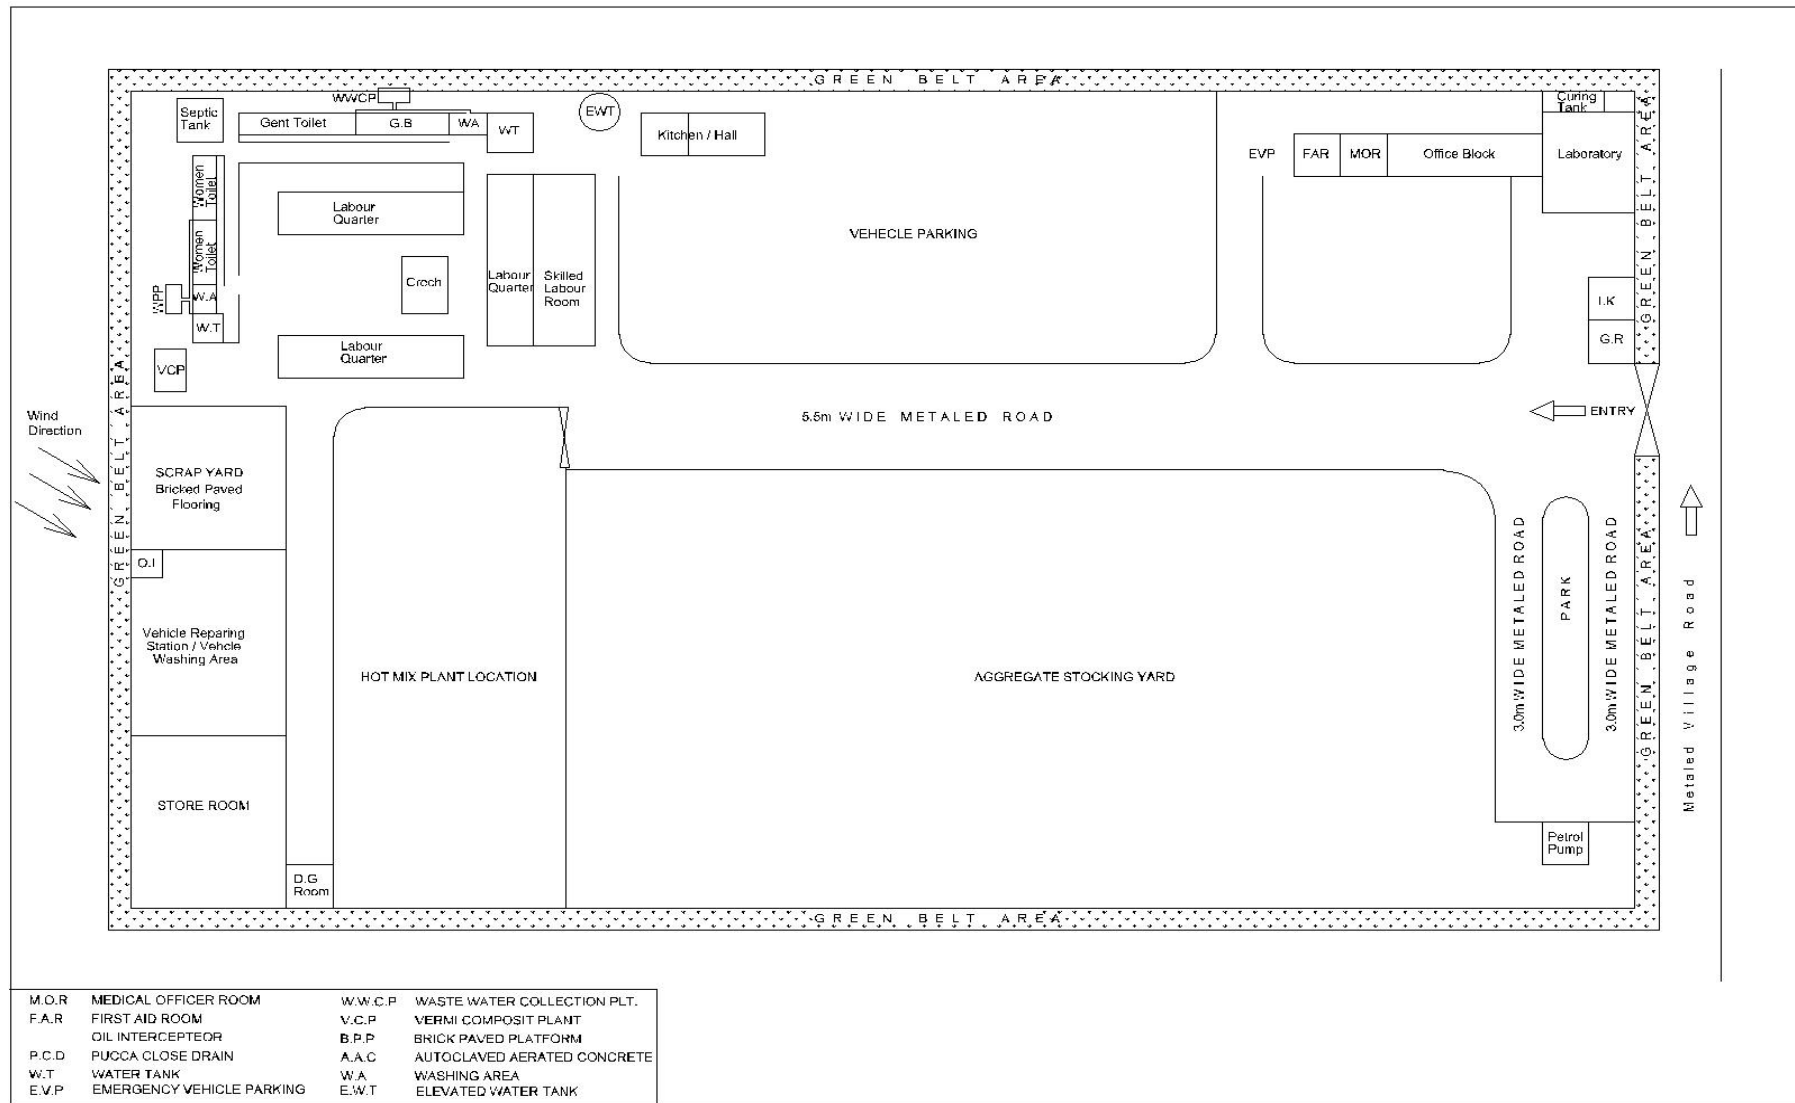 GREEN BELT AREA
WWCP
Curing
Tank
Septic
Tank
Gent Toilet
G.B
WA
WT
EWT
Kitchen / Hall
EVP
FAR
MOR
Office Block
Laboratory
GREEN BELT AREA
Women
Toilet
Labour
Quarter
VEHECLE PARKING
Women
Toilet
Crech
Labour
Quarter
Skilled
Labour
Room
WPP
W.A
I.K
W.T
G.R
Labour
Quarter
VCP
GREEN BELT AREA
Wind
Direction
5.5m WIDE METALED ROAD
ENTRY
SCRAP YARD
Bricked Paved
Flooring
O.I
Vehicle Reparing
Station / Vehcle
Washing Area
HOT MIX PLANT LOCATION
AGGREGATE STOCKING YARD
3.0m WIDE METALED ROAD
PARK
3.0m WIDE METALED ROAD
GREEN BELT AREA
Metaled Village Road
STORE ROOM
Petrol
Pump
D.G
Room
GREEN BELT AREA
M.O.R MEDICAL OFFICER ROOM W.W.C.P WASTE WATER COLLECTION PLT.
F.A.R FIRST AID ROOM V.C.P VERMI COMPOSIT PLANT
OIL INTERCEPTEOR B.P.P BRICK PAVED PLATFORM
P.C.D PUCCA CLOSE DRAIN A.A.C AUTOCLAVED AERATED CONCRETE
W.T WATER TANK W.A WASHING AREA
E.V.P EMERGENCY VEHICLE PARKING E.W.T ELEVATED WATER TANK